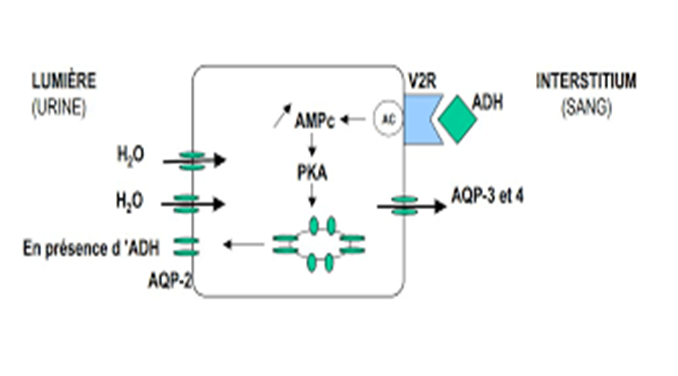 LUMIÈRE
(URINE)
V2R
ADH
INTERSTITIUM
(SANG)
AC
AMPc
H₂O
PKA
H₂O
AQP-3 et 4
En présence d 'ADH
AQP-2